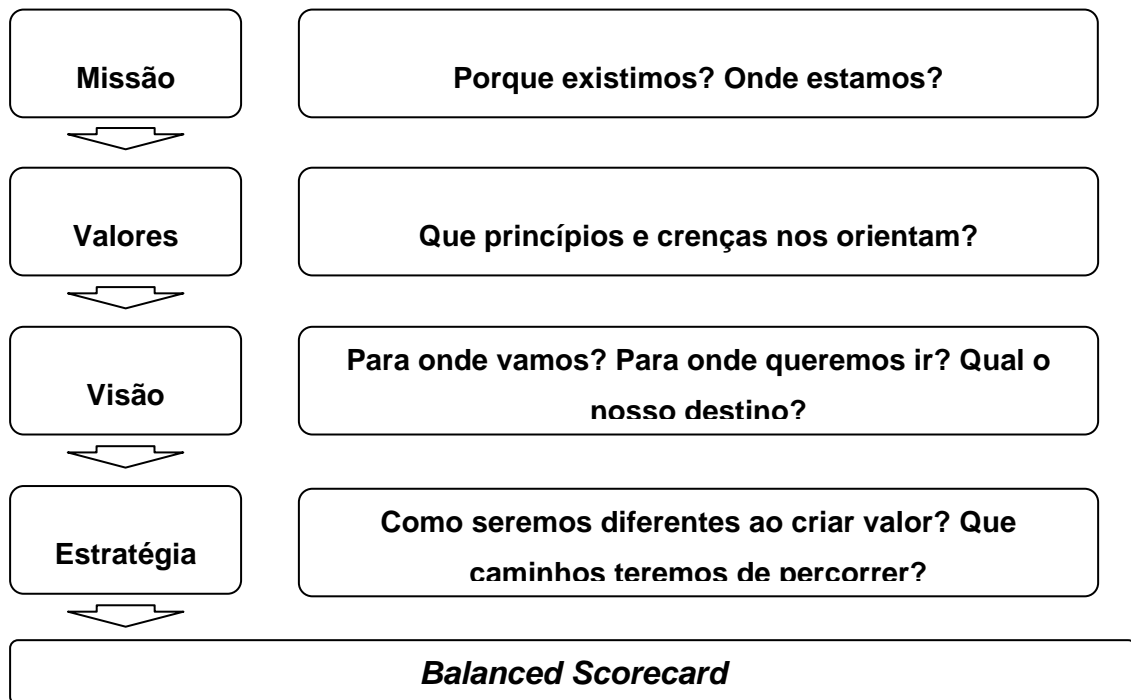 Missão
Porque existimos? Onde estamos?
Valores
Que princípios e crenças nos orientam?
Visão
Para onde vamos? Para onde queremos ir? Qual o
nosso destino?
Estratégia
Como seremos diferentes ao criar valor? Que
caminhos teremos de percorrer?
Balanced Scorecard